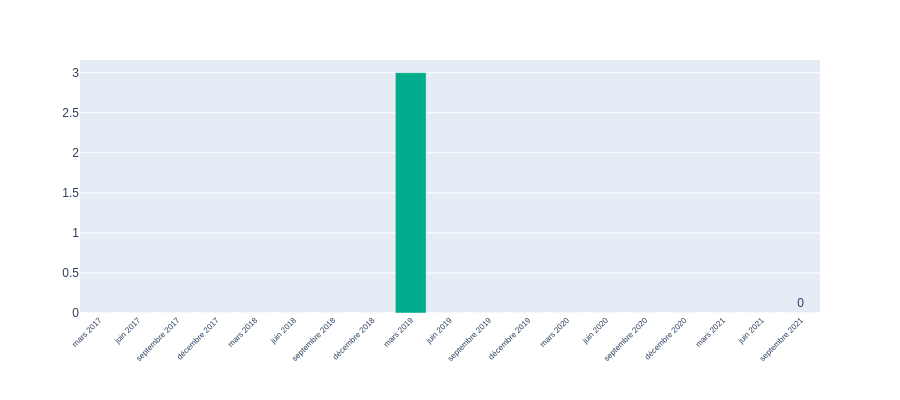 3
2.5
2
1.5
1
0.5
0
0
mars 2017
juin 2017
septembre 2017
décembre 2017
mars 2018
juin 2018
septembre 2018
décembre 2018
mars 2019
juin 2019
septembre 2019
décembre 2019
mars 2020
juin 2020
septembre 2020
décembre 2020
mars 2021
juin 2021
septembre 2021